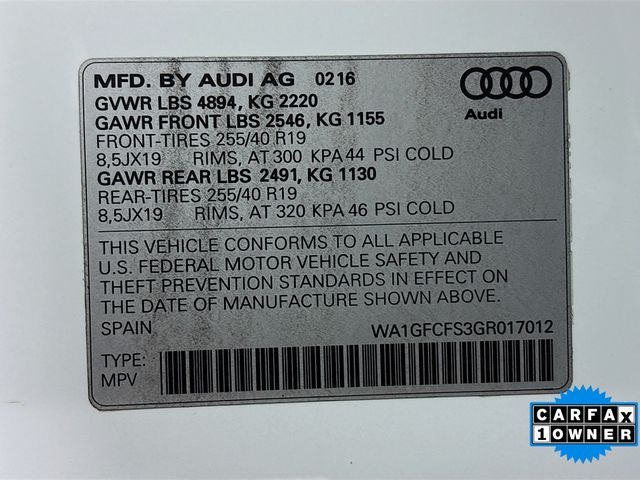 MFD. BY AUDI AG 0216
GVWR LBS 4894, KG 2220
GAWR FRONT LBS 2546, KG 1155
Audi
FRONT-TIRES 255/40 R19
8,5JX19 RIMS, AT 300 KPA 44 PSI COLD
GAWR REAR LBS 2491, KG 1130
REAR-TIRES 255/40 R19
8,5JX19 RIMS, AT 320 KPA 46 PSI COLD
THIS VEHICLE CONFORMS TO ALL APPLICABLE
U.S. FEDERAL MOTOR VEHICLE SAFETY AND
THEFT PREVENTION STANDARDS IN EFFECT ON
THE DATE OF MANUFACTURE SHOWN ABOVE.
SPAIN WA1GFCFS3GR017012
TYPE:
MPV
CARFAX
1 OWNER